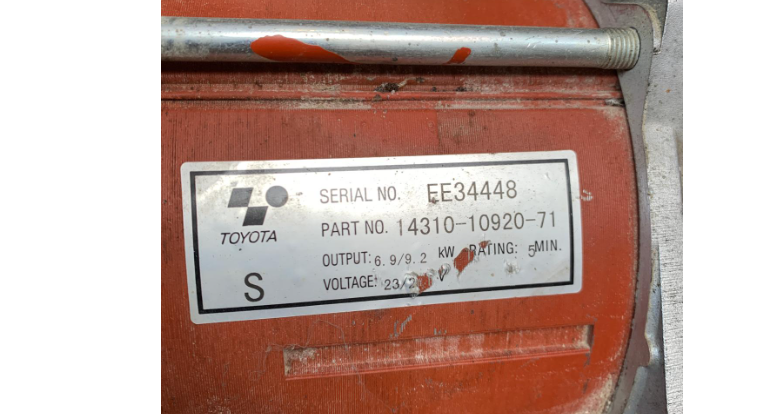 SERIAL NO. EE34448
TOYOTA
PART NO. 14310-10920-71
OUTPUT: 6.9/9.2 kW RATING: 5MIN.
S
VOLTAGE: V